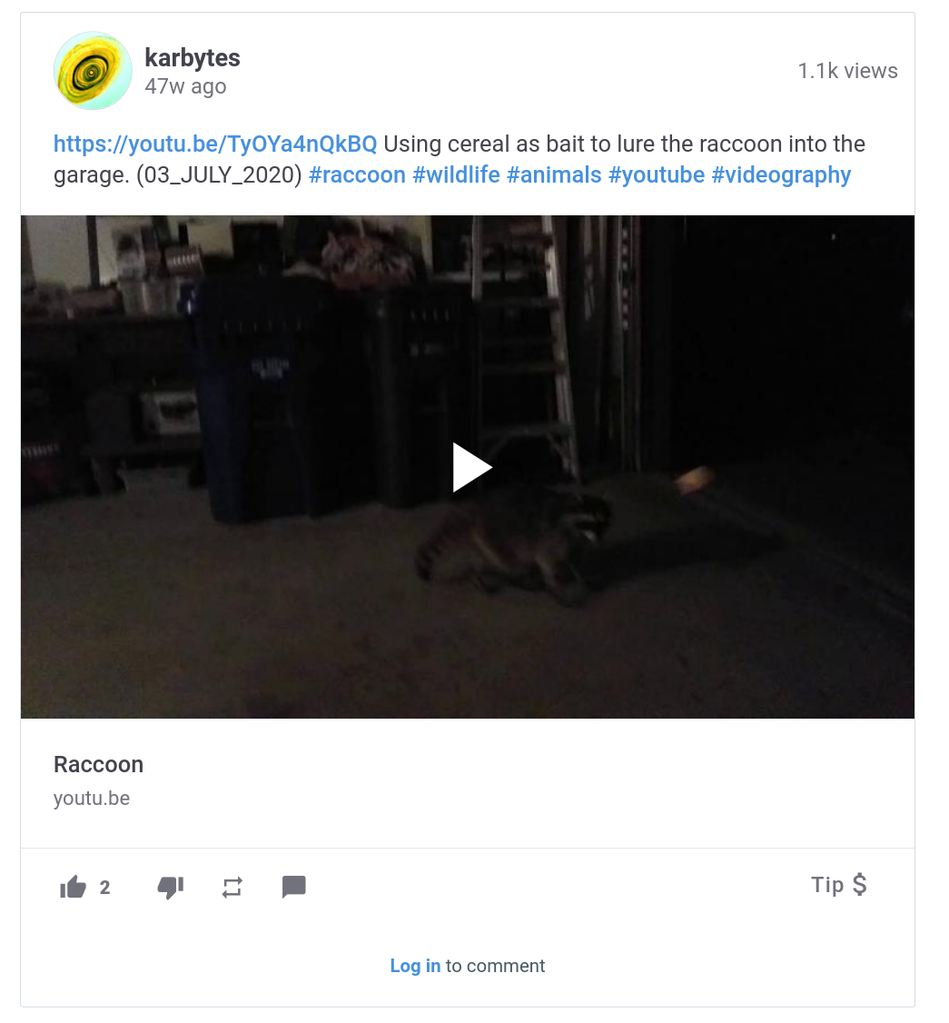 karbytes
47w ago
1.1k views
https://youtu.be/TyOYa4nQkBQ Using cereal as bait to lure the raccoon into the
garage. (03_JULY_2020) #raccoon #wildlife #animals #youtube #videography
Raccoon
youtu.be
2
Tip $
Log in to comment